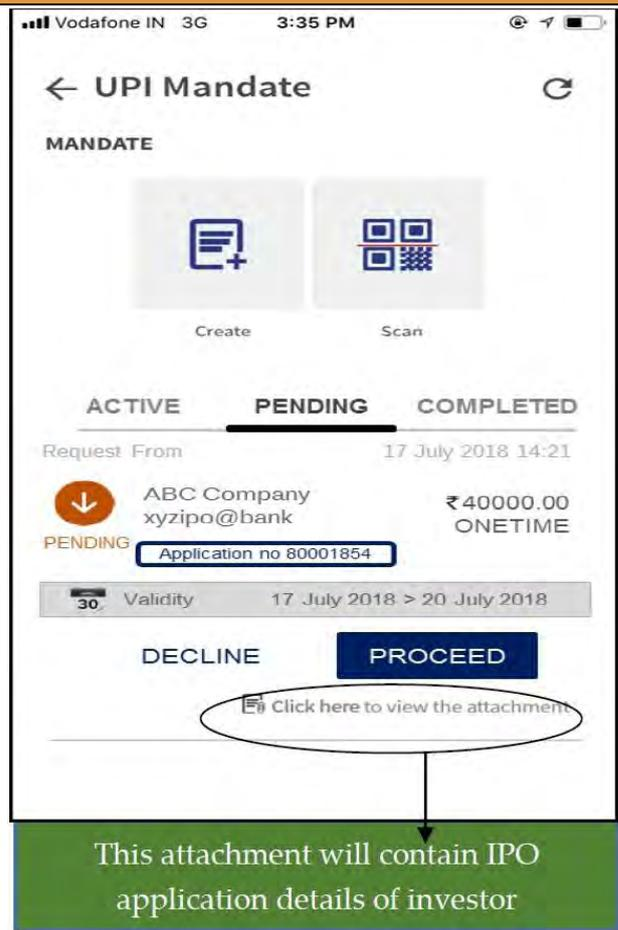 Vodafone IN 3G 3:35 PM
← UPI Mandate
MANDATE
Create Scan
ACTIVE PENDING COMPLETED
Request From 17 July 2018 14:21
ABC Company ₹40000.00
xyzipo@bank ONETIME
PENDING
Application no 80001854
30 Validity 17 July 2018 > 20 July 2018
DECLINE PROCEED
Click here to view the attachment
This attachment will contain IPO
application details of investor